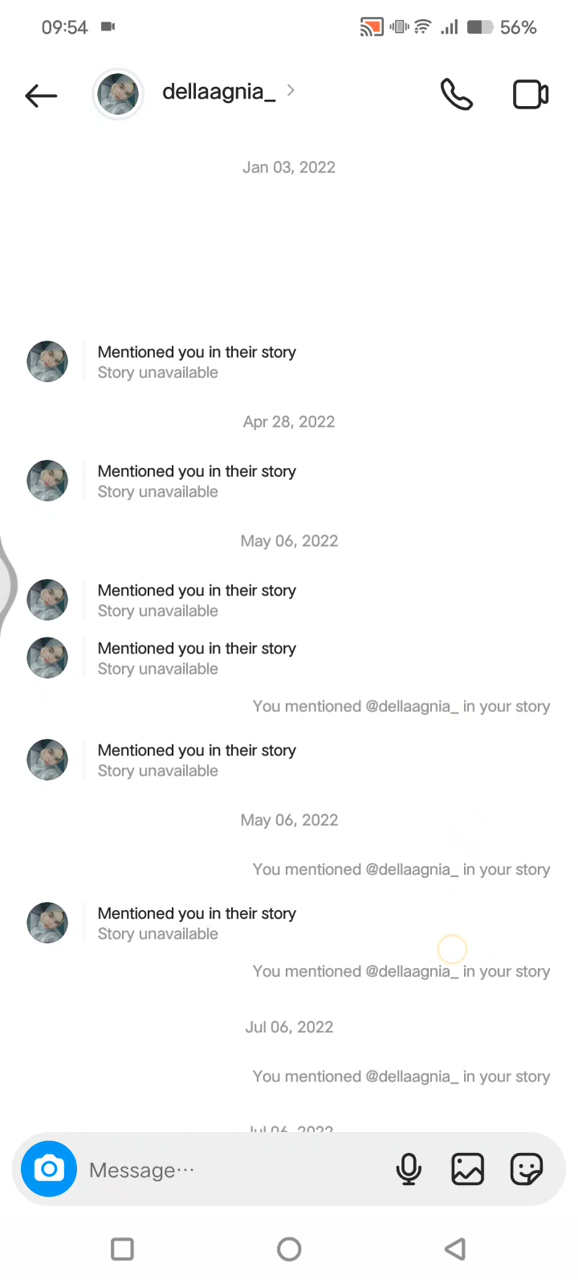 09:54
56%
dellaagnia_
Jan 03, 2022
Mentioned you in their story
Story unavailable
Apr 28, 2022
Mentioned you in their story
Story unavailable
May 06, 2022
Mentioned you in their story
Story unavailable
Mentioned you in their story
Story unavailable
You mentioned @dellaagnia_ in your story
Mentioned you in their story
Story unavailable
May 06, 2022
You mentioned @dellaagnia_ in your story
Mentioned you in their story
Story unavailable
You mentioned @dellaagnia_ in your story
Jul 06, 2022
You mentioned @dellaagnia_ in your story
Jul 06, 2022
Message...